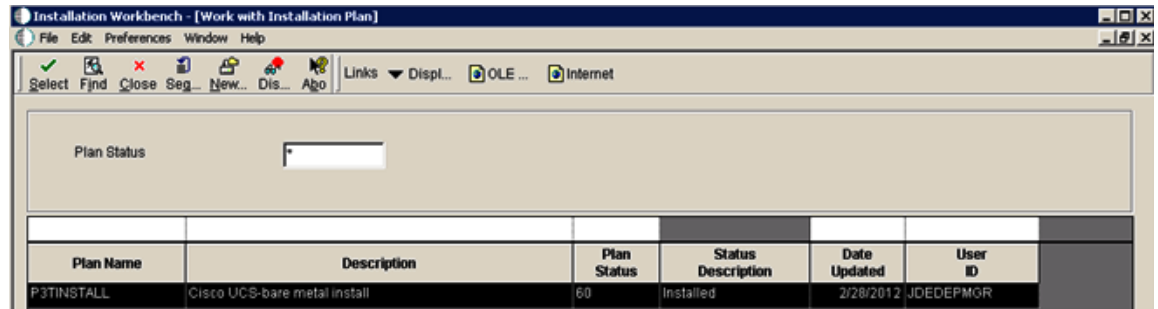 Installation Workbench - [Work with Installation Plan]
File Edit Preferences Window Help
Select Find Close Seg... New... Dis... Abo Links Displ... OLE ... Internet
Plan Status *
Plan Name Description Plan Status Status Description Date Updated User ID
P3TINSTALL Cisco UCS-bare metal install 60 Installed 2/28/2012 JDEDEPMGR